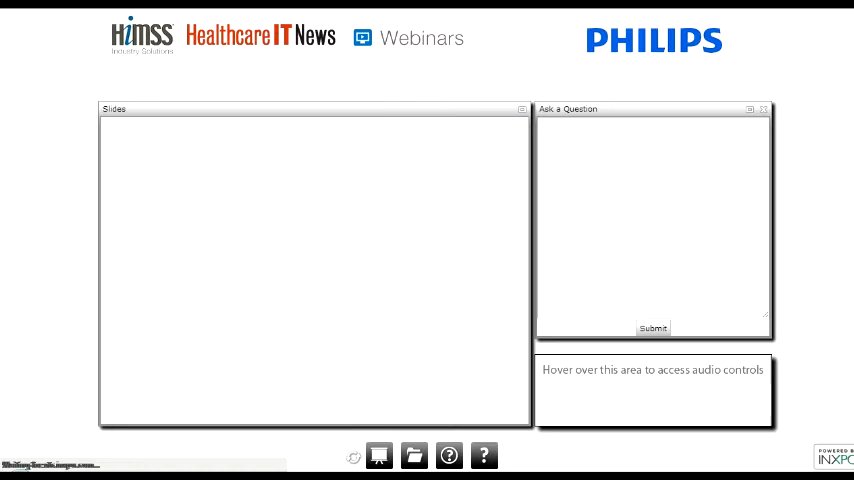 HiMSS
Industry Solutions
Healthcare IT News
Webinars
PHILIPS
Slides
Ask a Question
Submit
Hover over this area to access audio controls
?
?
POWERED B
INXPO